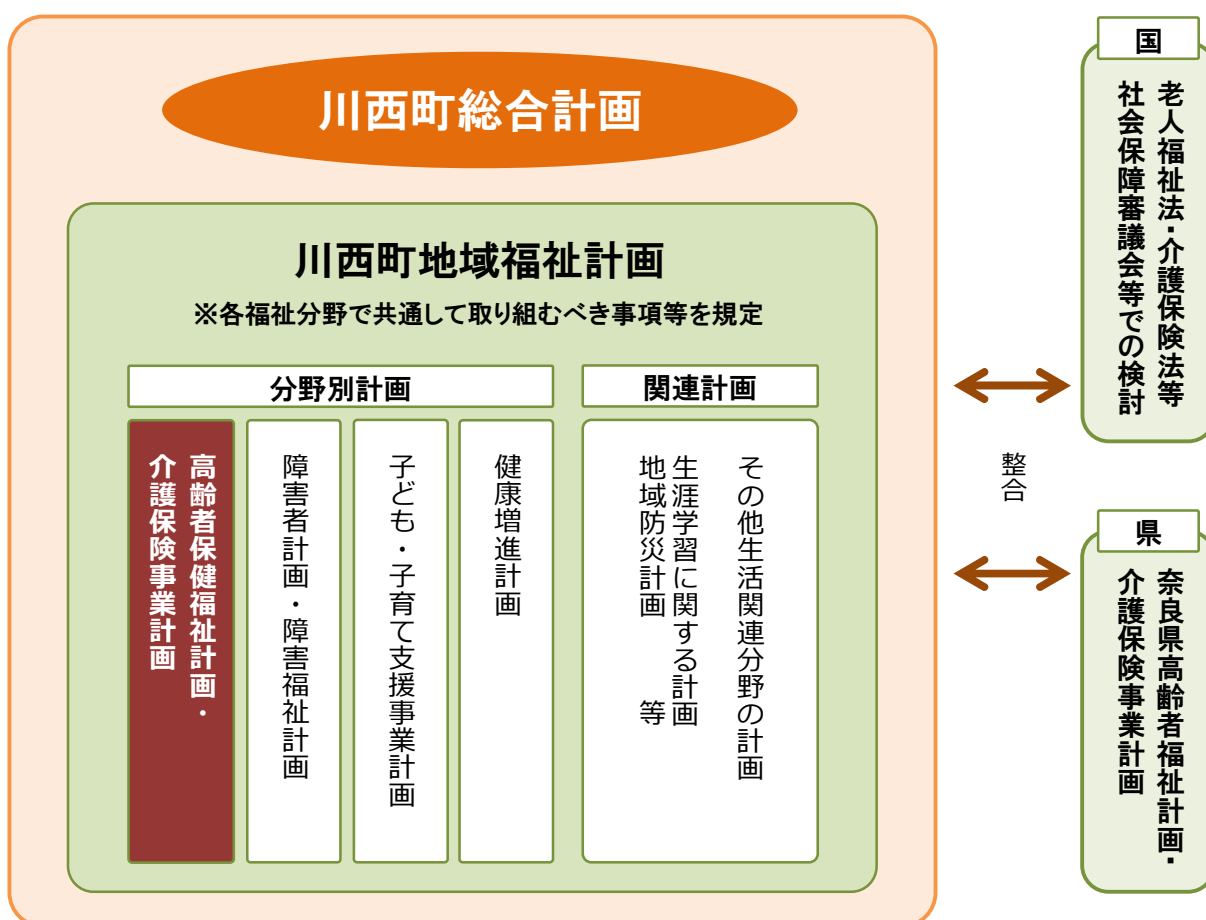 川西町総合計画
川西町地域福祉計画
※各福祉分野で共通して取り組むべき事項等を規定
分野別計画
高齢者保健福祉計画・
介護保険事業計画
障害者計画・障害福祉計画
子ども・子育て支援事業計画
健康増進計画
関連計画
その他生活関連分野の計画
生涯学習に関する計画
地域防災計画 等
整合
国
老人福祉法・介護保険法等
社会保障審議会等での検討
県
奈良県高齢者福祉計画・
介護保険事業計画